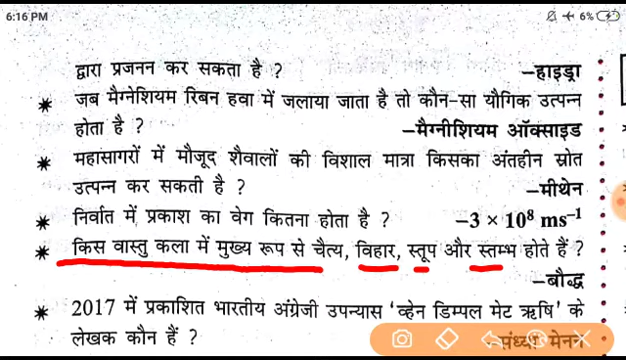 6:16 PM
6%
द्वारा प्रजनन कर सकता है ?
–हाइड्रा
* जब मैग्नेशियम रिबन हवा में जलाया जाता है तो कौन-सा यौगिक उत्पन्न
होता है ?
–मैग्नीशियम ऑक्साइड
* महासागरों में मौजूद शैवालों की विशाल मात्रा किसका अंतहीन स्रोत
उत्पन्न कर सकती है ?
–मीथेन
* निर्वात में प्रकाश का वेग कितना होता है ? –3 × 10⁸ ms⁻¹
* किस वास्तु कला में मुख्य रूप से चैत्य, विहार, स्तूप और स्तम्भ होते हैं ?
–बौद्ध
* 2017 में प्रकाशित भारतीय अंग्रेजी उपन्यास ‘व्हेन डिम्पल मेट ऋषि’ के
लेखक कौन हैं ?
–संध्या मेनन